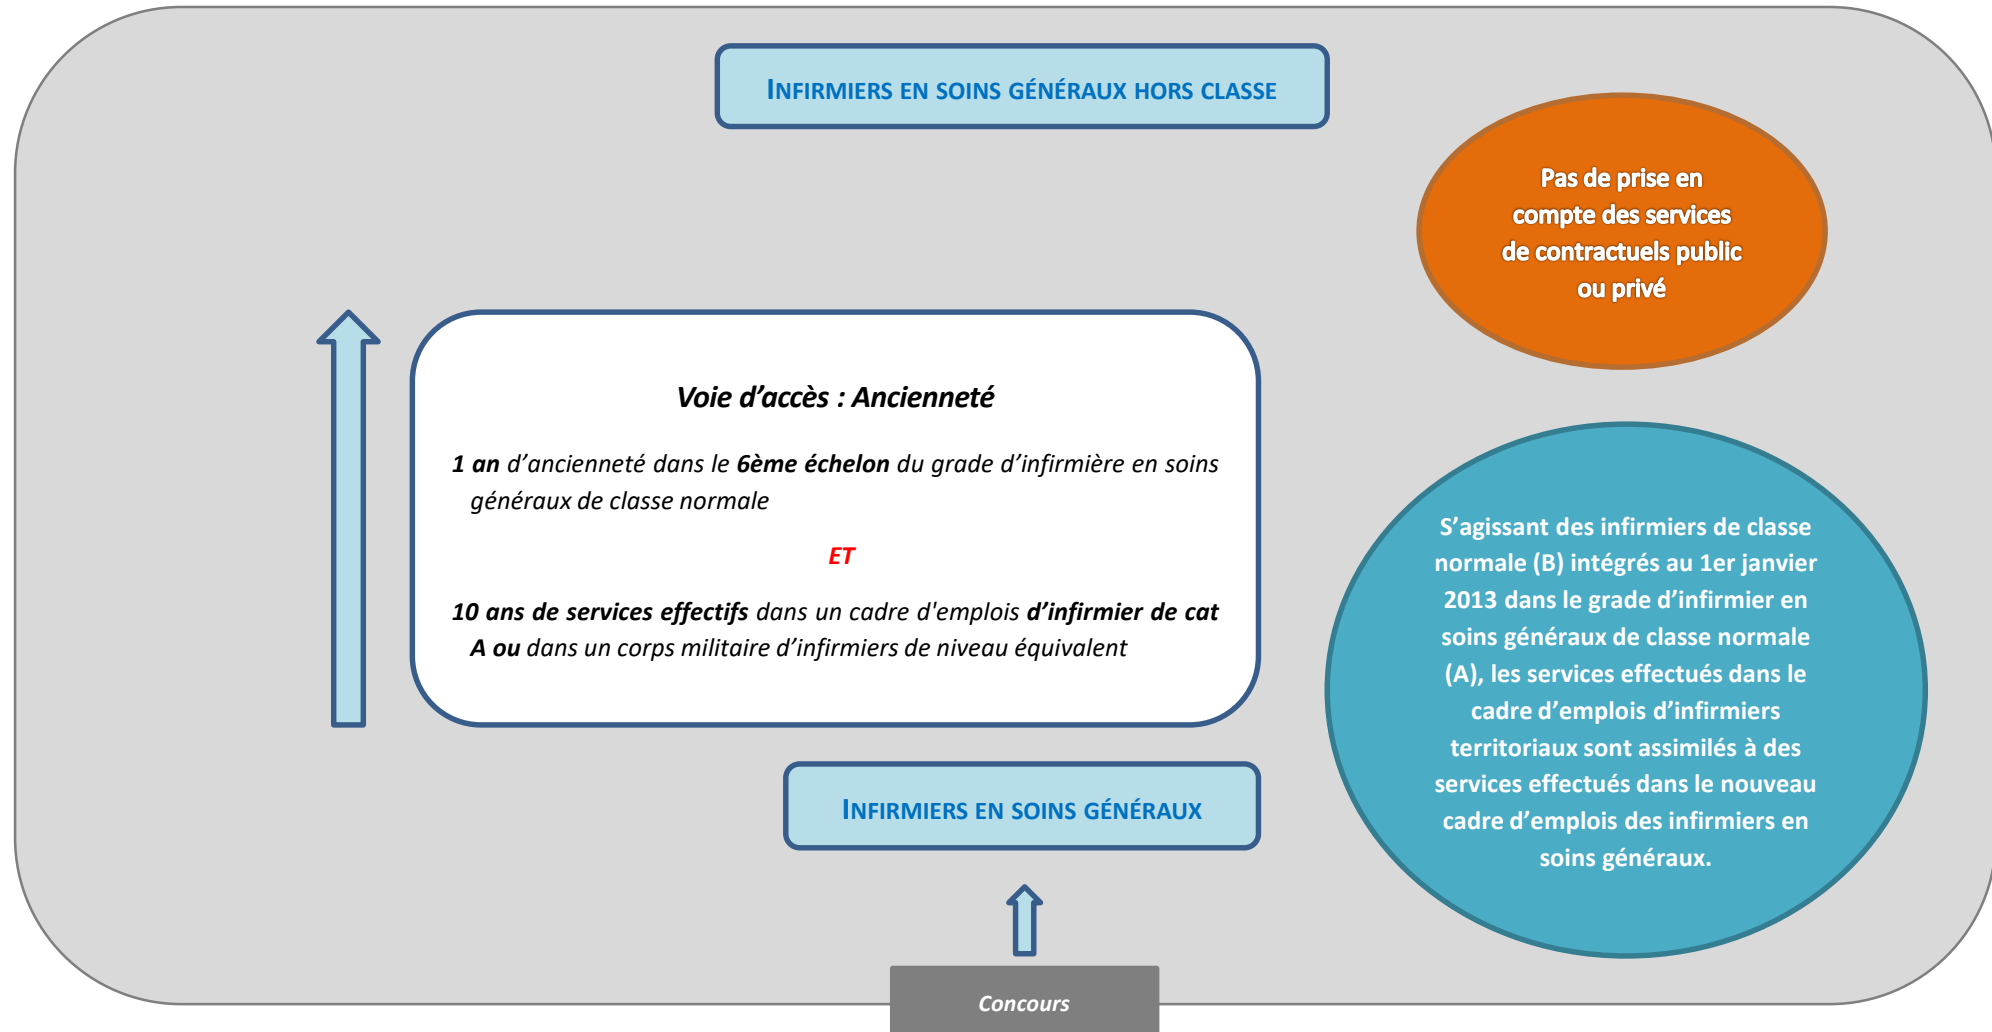 INFIRMIERS EN SOINS GÉNÉRAUX HORS CLASSE
Pas de prise en
compte des services
de contractuels public
ou privé
Voie d’accès : Ancienneté
1 an d’ancienneté dans le 6ème échelon du grade d’infirmière en soins
généraux de classe normale
ET
10 ans de services effectifs dans un cadre d'emplois d’infirmier de cat
A ou dans un corps militaire d’infirmiers de niveau équivalent
S’agissant des infirmiers de classe
normale (B) intégrés au 1er janvier
2013 dans le grade d’infirmier en
soins généraux de classe normale
(A), les services effectués dans le
cadre d’emplois d’infirmiers
territoriaux sont assimilés à des
services effectués dans le nouveau
cadre d’emplois des infirmiers en
soins généraux.
INFIRMIERS EN SOINS GÉNÉRAUX
Concours